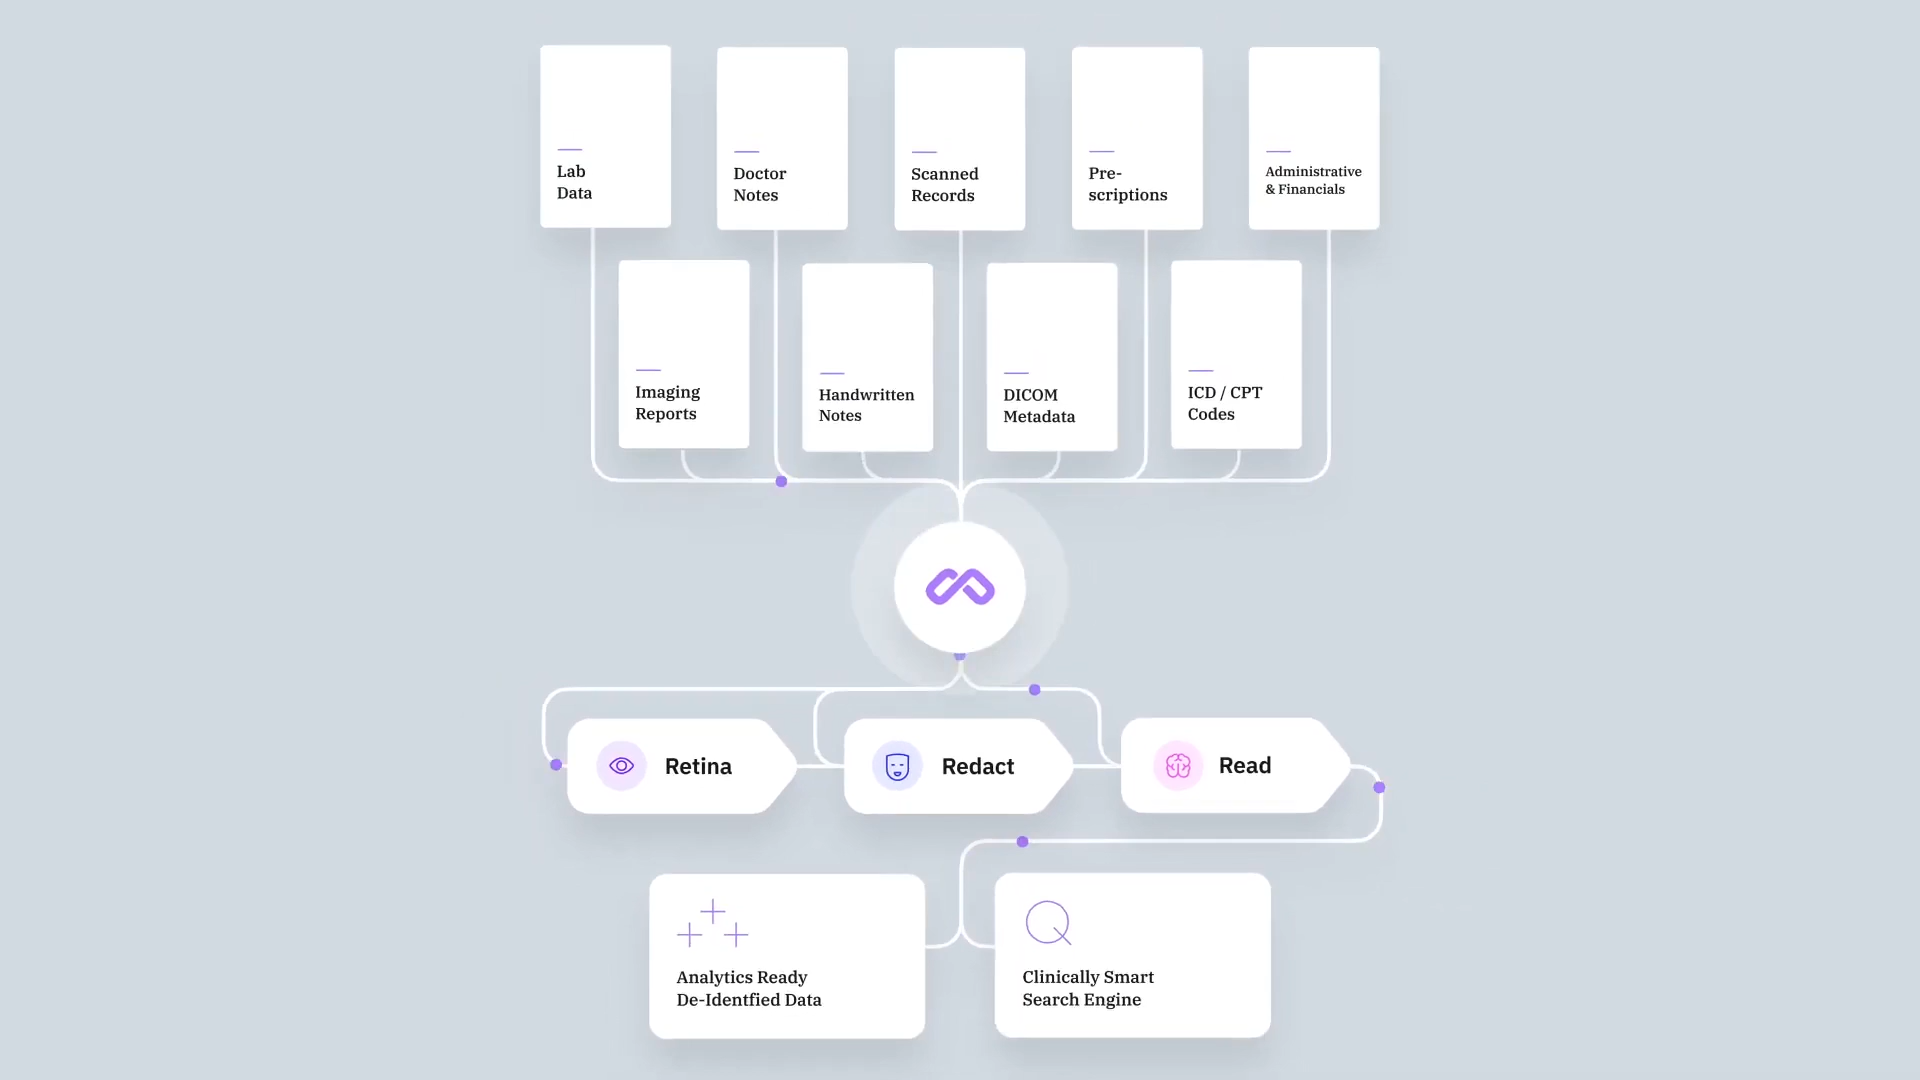 Lab
Data
Doctor
Notes
Scanned
Records
Pre-
scriptions
Administrative
& Financials
Imaging
Reports
Handwritten
Notes
DICOM
Metadata
ICD / CPT
Codes
Retina
Redact
Read
Analytics Ready
De-Identfied Data
Clinically Smart
Search Engine